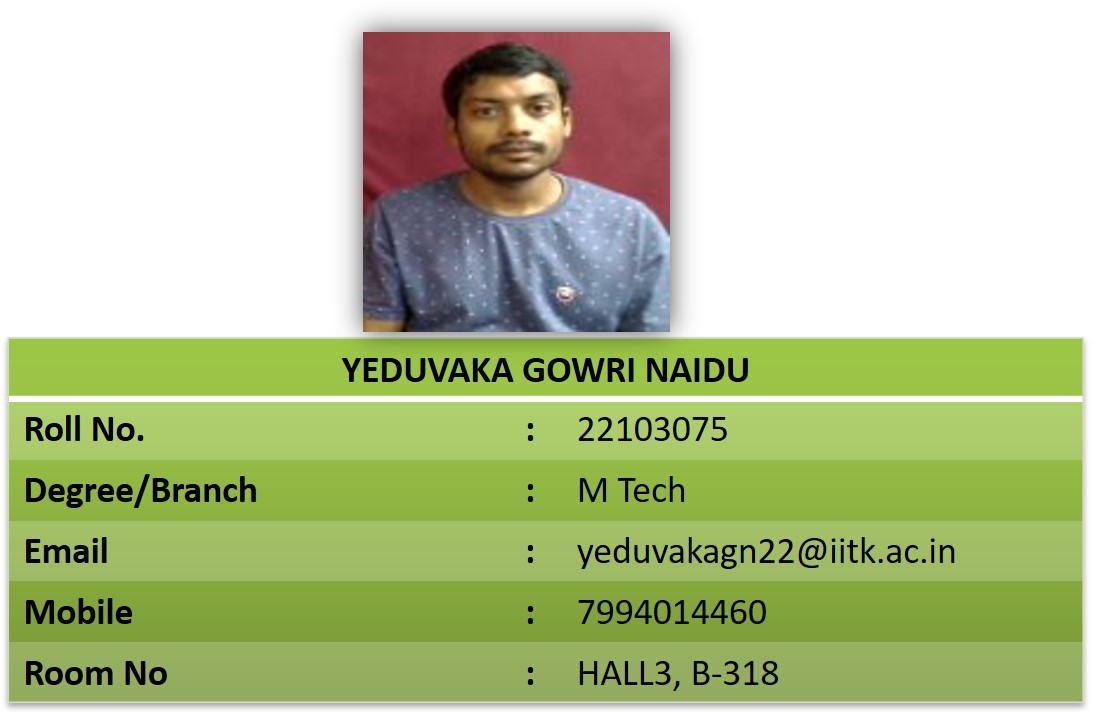 YEDUVAKA GOWRI NAIDU
Roll No. : 22103075
Degree/Branch : M Tech
Email : yeduvakagn22@iitk.ac.in
Mobile : 7994014460
Room No : HALL3, B-318